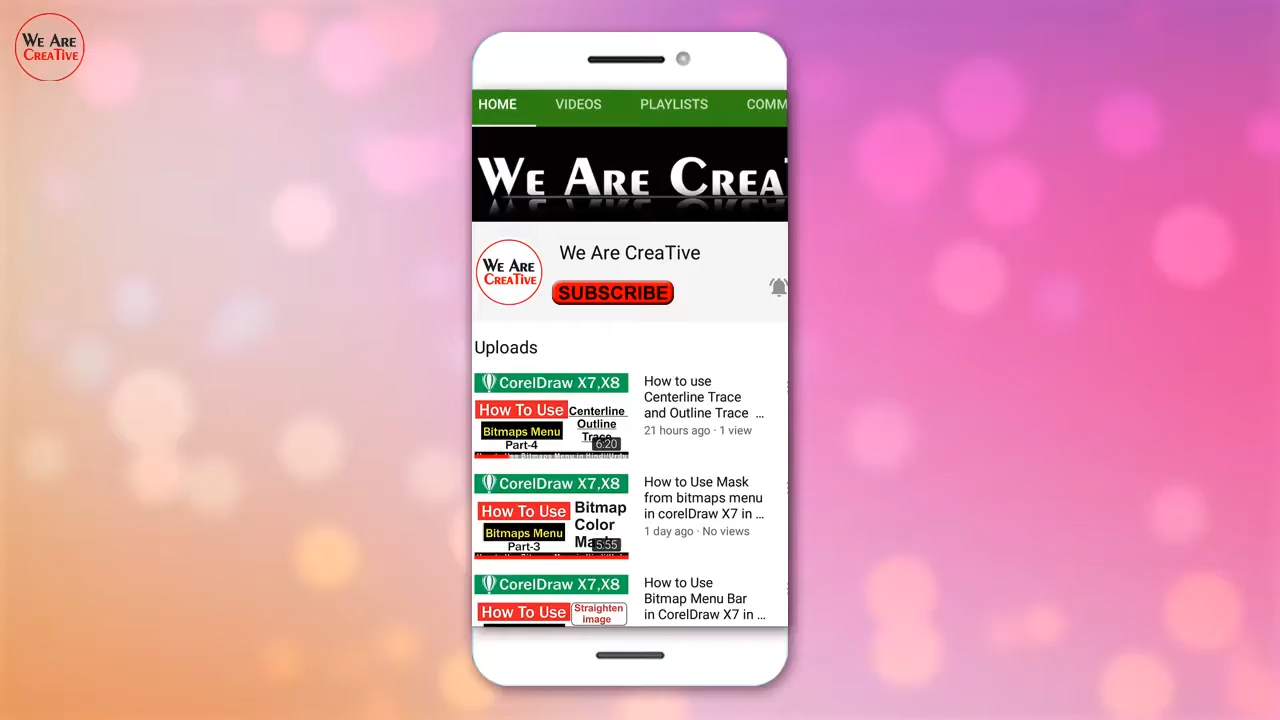 We Are
CreaTive
HOME VIDEOS PLAYLISTS COMM
We Are Crea
We Are
CreaTive
We Are CreaTive
SUBSCRIBE
Uploads
CorelDraw X7,X8
How To Use
Centerline
Outline
Trace
Bitmaps Menu
Part-4
6:20
How to use
Centerline Trace
and Outline Trace ...
21 hours ago · 1 view
CorelDraw X7,X8
How To Use
Bitmap
Color
Mask
Bitmaps Menu
Part-3
5:55
How to Use Mask
from bitmaps menu
in corelDraw X7 in ...
1 day ago · No views
CorelDraw X7,X8
How To Use
Straighten
image
How to Use
Bitmap Menu Bar
in CorelDraw X7 in ...